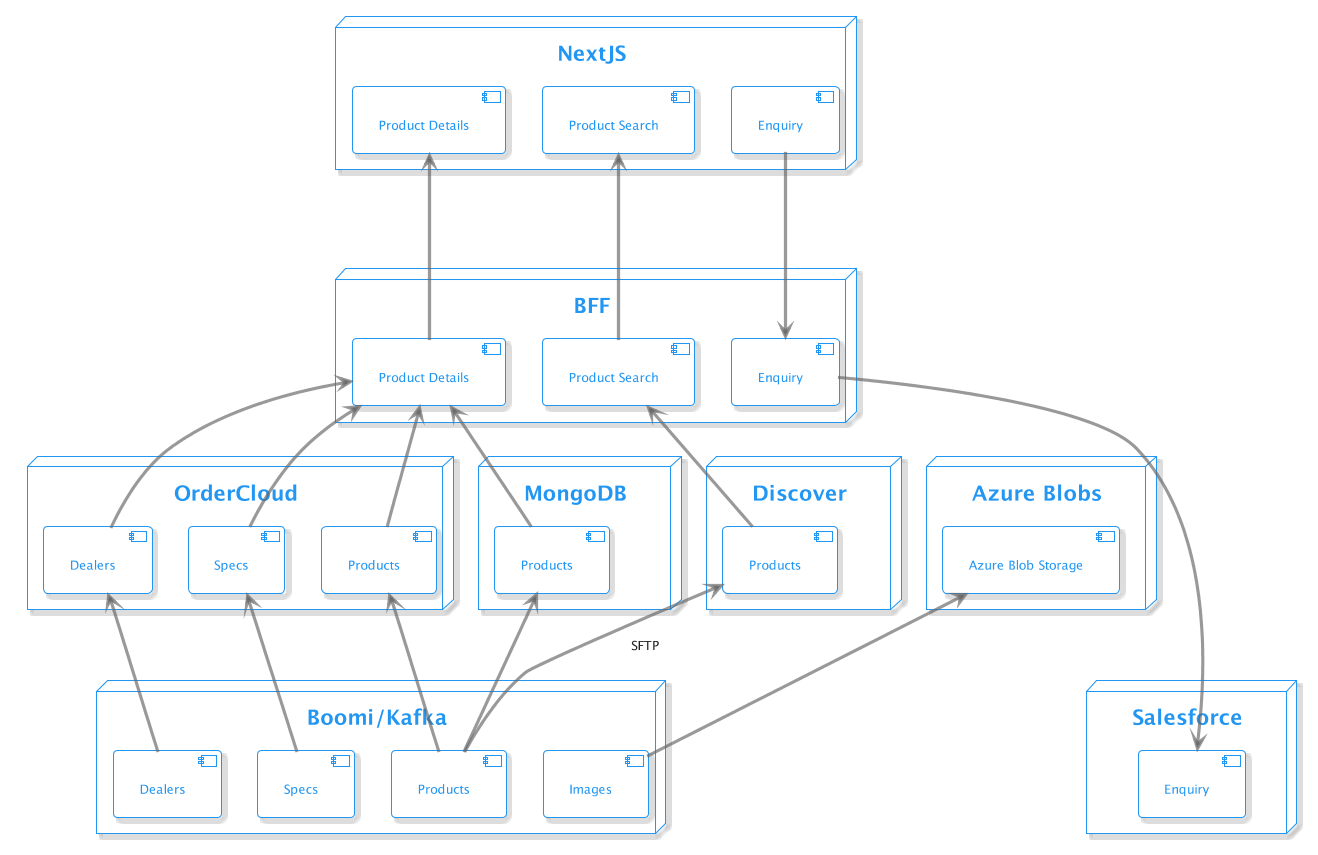 NextJS
Product Details
Product Search
Enquiry
BFF
Product Details
Product Search
Enquiry
OrderCloud
Dealers
Specs
Products
MongoDB
Products
Discover
Products
Azure Blobs
Azure Blob Storage
SFTP
Boomi/Kafka
Dealers
Specs
Products
Images
Salesforce
Enquiry